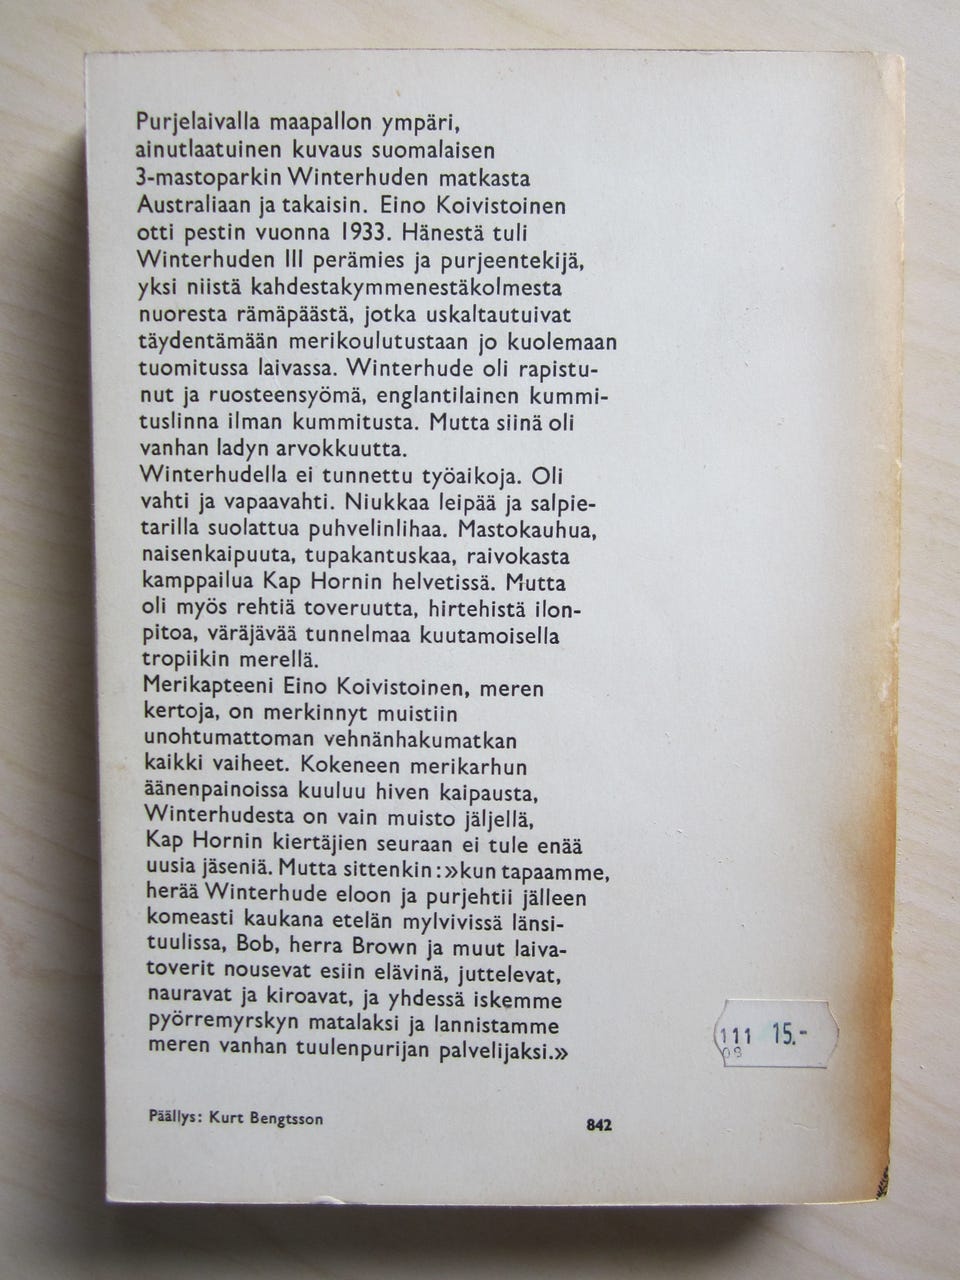 Purjelaivalla maapallon ympäri,
ainutlaatuinen kuvaus suomalaisen
3-mastoparkin Winterhuden matkasta
Australiaan ja takaisin. Eino Koivistoinen
otti pestin vuonna 1933. Hänestä tuli
Winterhuden III perämies ja purjeentekijä,
yksi niistä kahdestakymmenestäkolmesta
nuoresta rämäpäästä, jotka uskaltautuivat
täydentämään merikoulutustaan jo kuolemaan
tuomitussa laivassa. Winterhude oli rapistu-
nut ja ruosteensyömä, englantilainen kummi-
tuslinna ilman kummitusta. Mutta siinä oli
vanhan ladyn arvokkuutta.
Winterhudella ei tunnettu työaikoja. Oli
vahti ja vapaavahti. Niukkaa leipää ja salpie-
tarilla suolattua puhvelinlihaa. Mastokauhua,
naisenkaipuuta, tupakantuskaa, raivokasta
kamppailua Kap Hornin helvetissä. Mutta
oli myös rehtiä toveruutta, hirtehistä ilon-
pitoa, väräjävää tunnelmaa kuutamoisella
tropiikin merellä.
Merikapteeni Eino Koivistoinen, meren
kertoja, on merkinnyt muistiin
unohtumattoman vehnänhakumatkan
kaikki vaiheet. Kokeneen merikarhun
äänenpainoissa kuuluu hiven kaipausta,
Winterhudesta on vain muisto jäljellä,
Kap Hornin kiertäjien seuraan ei tule enää
uusia jäseniä. Mutta sittenkin:»kun tapaamme,
herää Winterhude eloon ja purjehtii jälleen
komeasti kaukana etelän mylvivissä länsi-
tuulissa, Bob, herra Brown ja muut laiva-
toverit nousevat esiin elävinä, juttelevat,
nauravat ja kiroavat, ja yhdessä iskemme
pyörremyrskyn matalaksi ja lannistamme
meren vanhan tuulenpurijan palvelijaksi.»
111 15.-
08
Päällys: Kurt Bengtsson
842